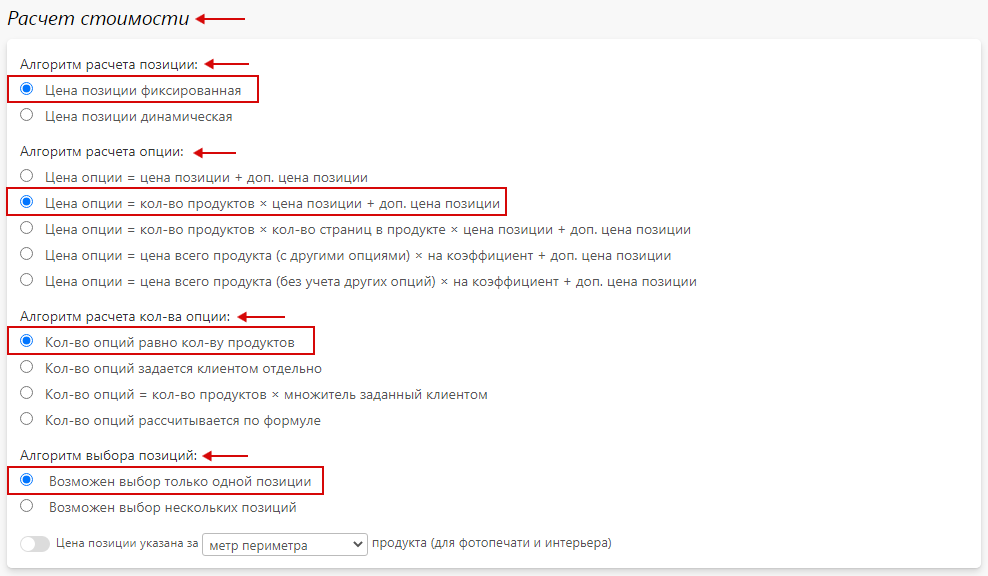 Расчет стоимости
Алгоритм расчета позиции:
Цена позиции фиксированная
Цена позиции динамическая
Алгоритм расчета опции:
Цена опции = цена позиции + доп. цена позиции
Цена опции = кол-во продуктов × цена позиции + доп. цена позиции
Цена опции = кол-во продуктов × кол-во страниц в продукте × цена позиции + доп. цена позиции
Цена опции = цена всего продукта (с другими опциями) × на коэффициент + доп. цена позиции
Цена опции = цена всего продукта (без учета других опций) × на коэффициент + доп. цена позиции
Алгоритм расчета кол-ва опции:
Кол-во опций равно кол-ву продуктов
Кол-во опций задается клиентом отдельно
Кол-во опций = кол-во продуктов × множитель заданный клиентом
Кол-во опций рассчитывается по формуле
Алгоритм выбора позиций:
Возможен выбор только одной позиции
Возможен выбор нескольких позиций
Цена позиции указана за метр периметра продукта (для фотопечати и интерьера)